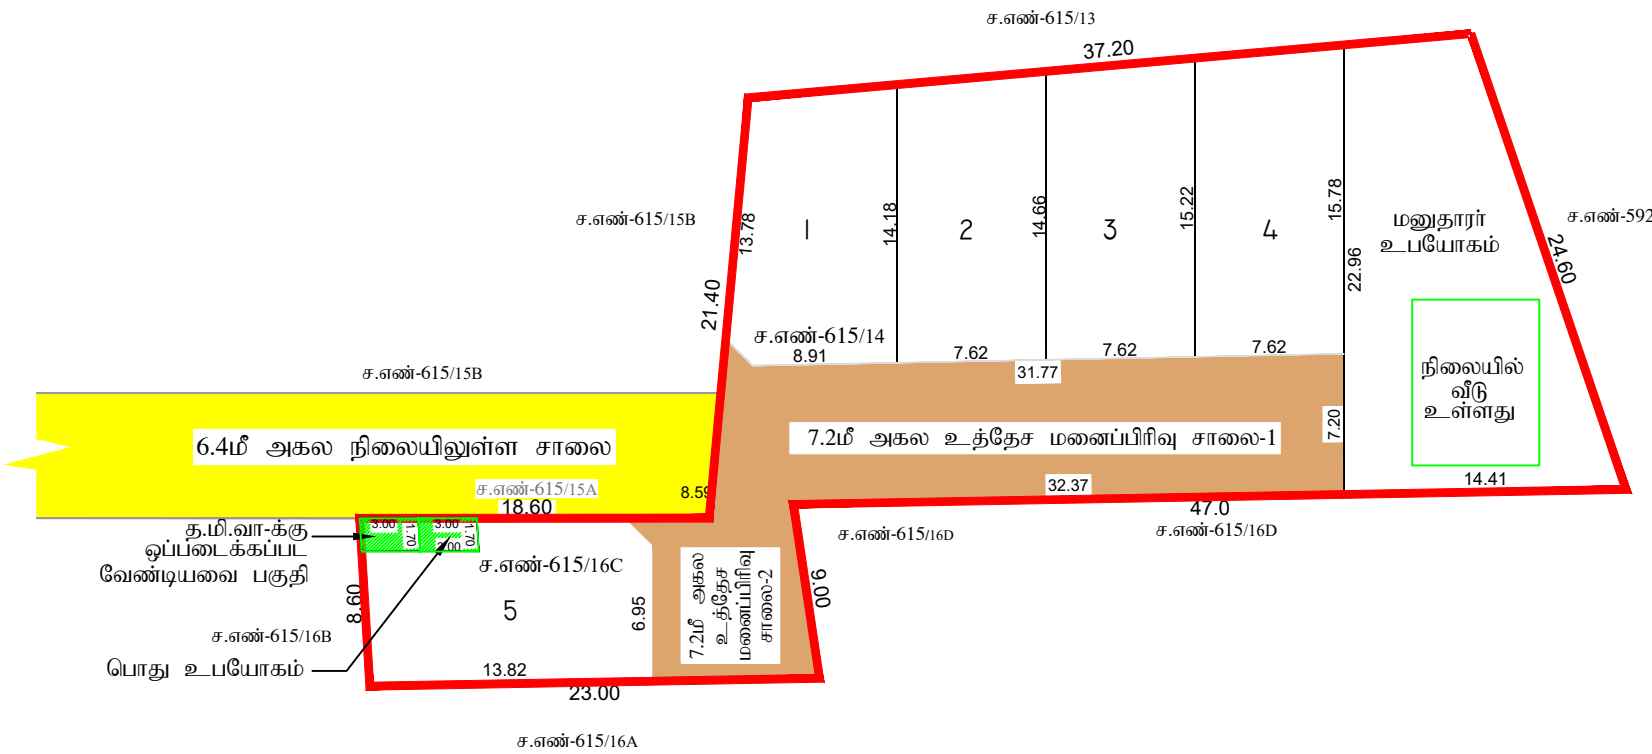 ச.எண்-615/13
37.20
ச.எண்-615/15B
13.78
1
14.18
2
14.66
3
15.22
4
15.78
மனுதாரர்
உபயோகம்
ச.எண்-592
24.60
22.96
21.40
ச.எண்-615/14
8.91
7.62
7.62
7.62
31.77
நிலையில்
வீடு
உள்ளது
ச.எண்-615/15B
6.4மீ அகல நிலையிலுள்ள சாலை
7.2மீ அகல உத்தேச மனைப்பிரிவு சாலை-1
7.20
ச.எண்-615/15A
8.59
32.37
14.41
18.60
47.0
த.மி.வா-க்கு
ஒப்படைக்கப்பட
வேண்டியவை பகுதி
3.00
1.70
3.00
1.70
ச.எண்-615/16D
ச.எண்-615/16D
ச.எண்-615/16C
8.60
5
6.95
7.2மீ அகல
உத்தேச
மனைப்பிரிவு
சாலை-2
9.00
ச.எண்-615/16B
பொது உபயோகம்
13.82
23.00
ச.எண்-615/16A